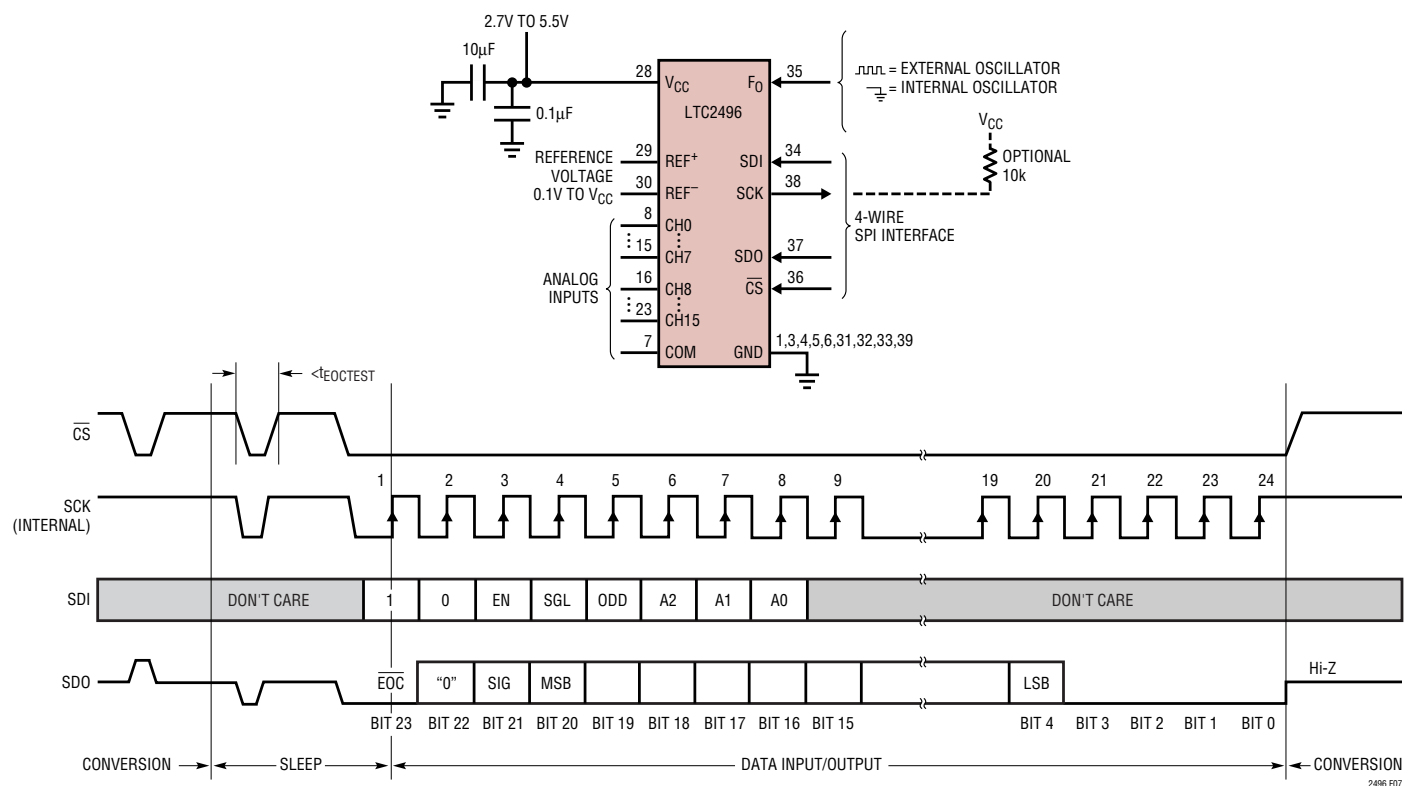 2.7V TO 5.5V
10µF
0.1µF
28
VCC
FO
35
LTC2496
= EXTERNAL OSCILLATOR
= INTERNAL OSCILLATOR
VCC
OPTIONAL
10k
REFERENCE
VOLTAGE
0.1V TO VCC
29
REF+
30
REF–
SDI
34
SCK
38
4-WIRE
SPI INTERFACE
ANALOG
INPUTS
8
CH0
15
CH7
16
CH8
23
CH15
7
COM
SDO
37
CS
36
GND
1,3,4,5,6,31,32,33,39
<tEOCTEST
CS
SCK
(INTERNAL)
1 2 3 4 5 6 7 8 9 19 20 21 22 23 24
SDI
DON'T CARE 1 0 EN SGL ODD A2 A1 A0 DON'T CARE
SDO
EOC "0" SIG MSB LSB Hi-Z
BIT 23 BIT 22 BIT 21 BIT 20 BIT 19 BIT 18 BIT 17 BIT 16 BIT 15 BIT 4 BIT 3 BIT 2 BIT 1 BIT 0
CONVERSION SLEEP DATA INPUT/OUTPUT CONVERSION
2496 F07